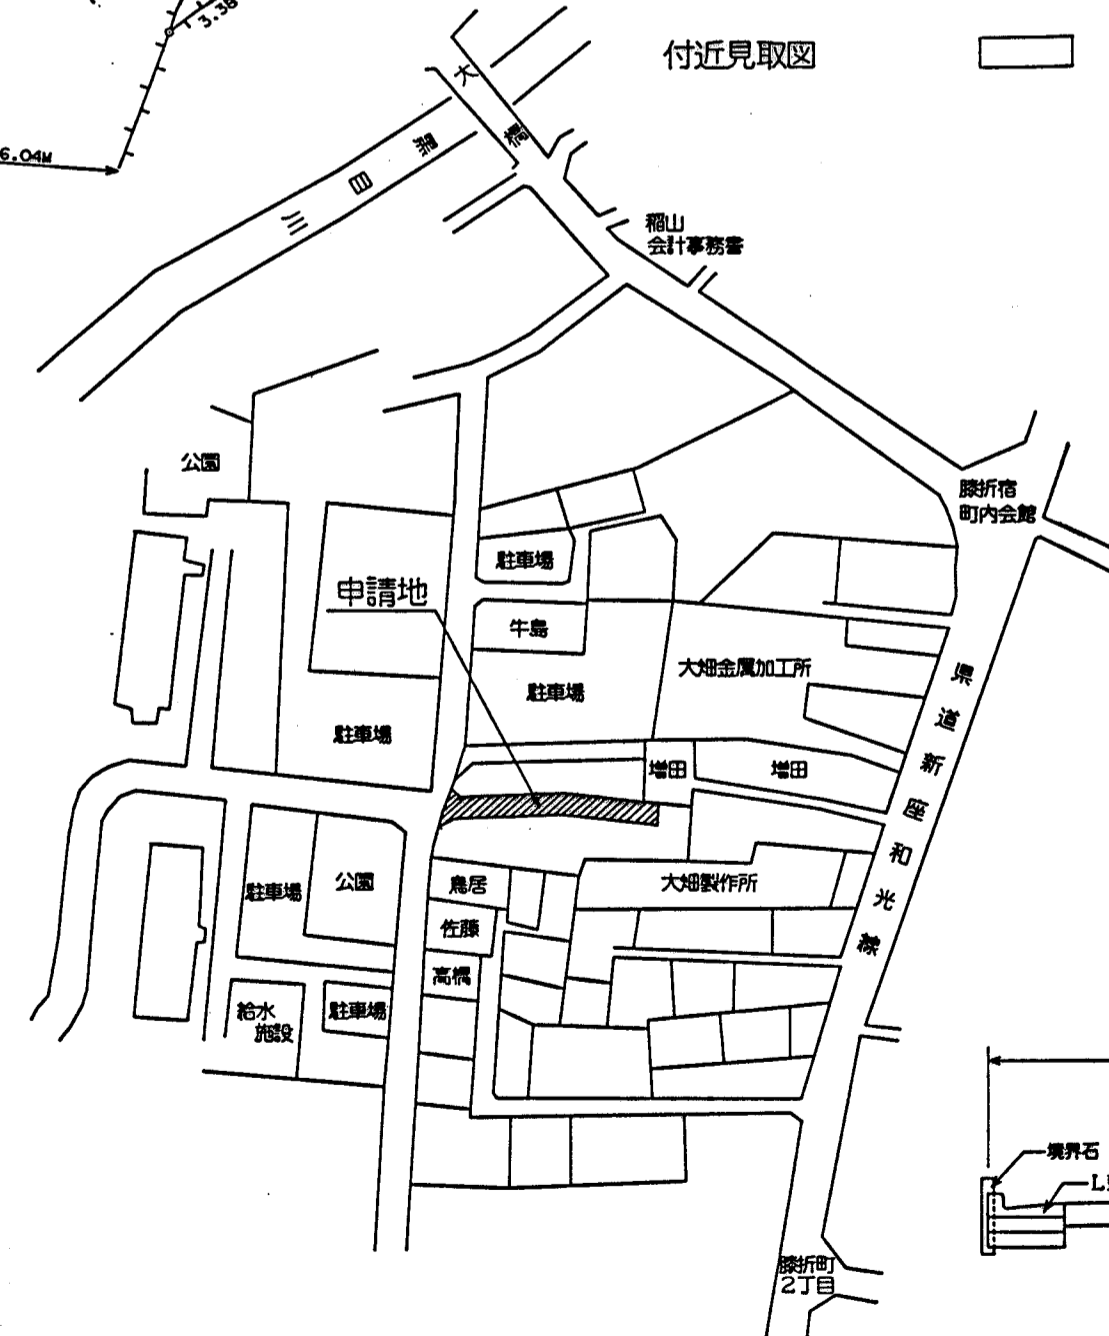 3.38
6.04M
付近見取図
大橋
黒目川
稲山
会計事務書
公園
膝折宿
町内会館
駐車場
申請地
牛島
大畑金属加工所
駐車場
駐車場
増田
増田
県道新座和光線
駐車場
公園
鳥居
大畑製作所
佐藤
高橋
給水
施設
駐車場
境界石
膝折町
2丁目